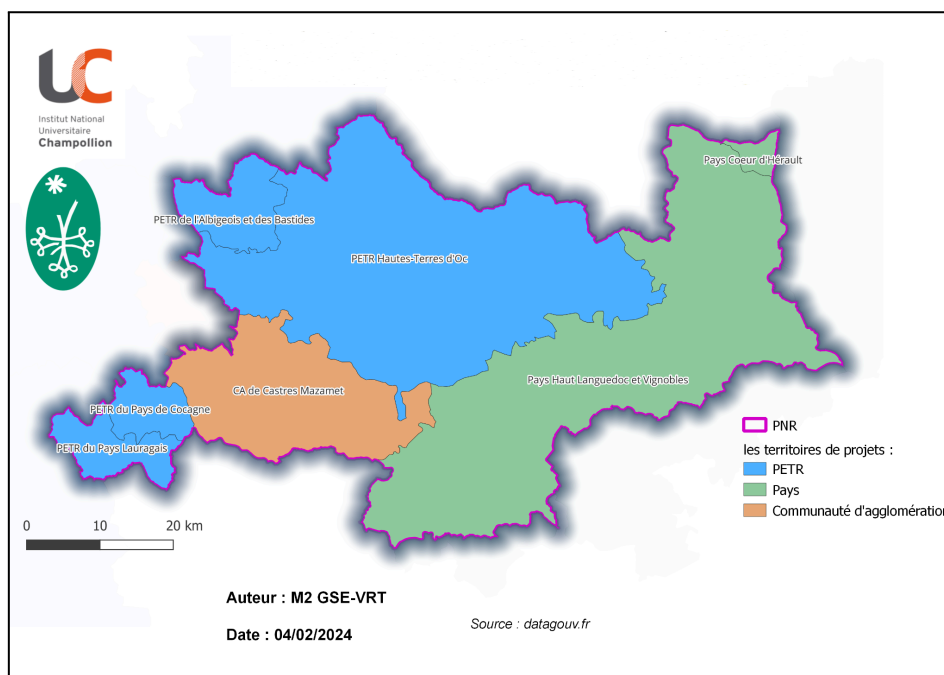 UC
Institut National
Universitaire
Champollion
Pays Coeur d'Hérault
PETR de l'Albigeois et des Bastides
PETR Hautes-Terres d'Oc
Pays Haut Languedoc et Vignobles
CA de Castres Mazamet
PETR du Pays de Cocagne
PETR du Pays Lauragais
PNR
les territoires de projets :
PETR
Pays
Communauté d'agglomération
0 10 20 km
Auteur : M2 GSE-VRT
Date : 04/02/2024
Source : datagouv.fr